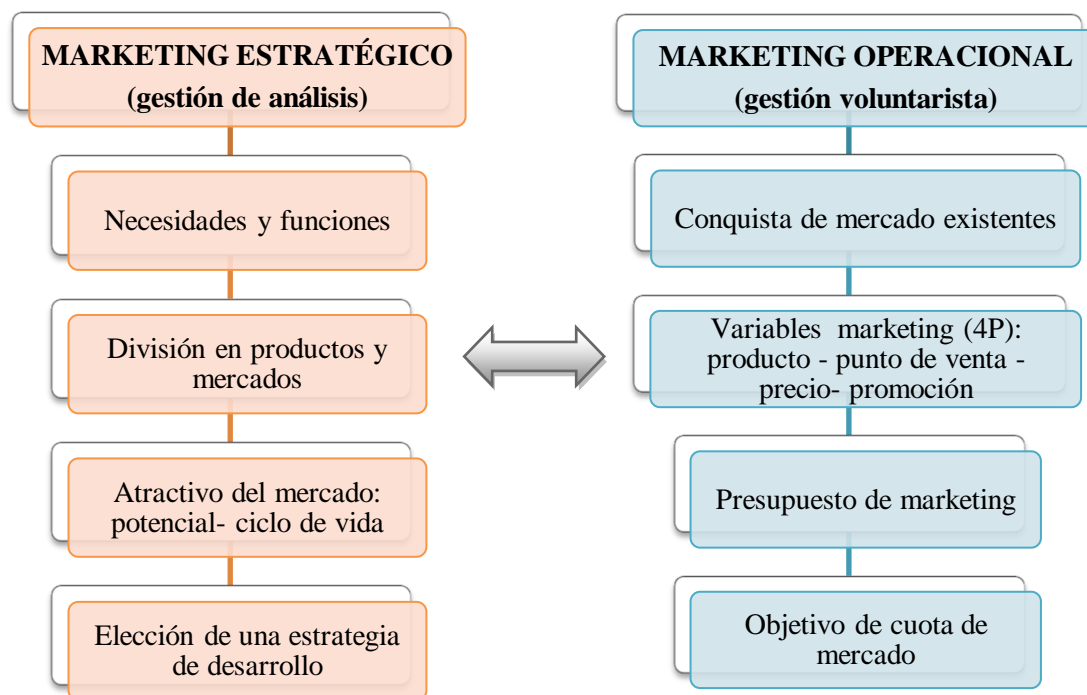 MARKETING ESTRATÉGICO
(gestión de análisis)
Necesidades y funciones
División en productos y
mercados
Atractivo del mercado:
potencial- ciclo de vida
Elección de una estrategia
de desarrollo
MARKETING OPERACIONAL
(gestión voluntarista)
Conquista de mercado existentes
Variables marketing (4P):
producto - punto de venta -
precio- promoción
Presupuesto de marketing
Objetivo de cuota de
mercado